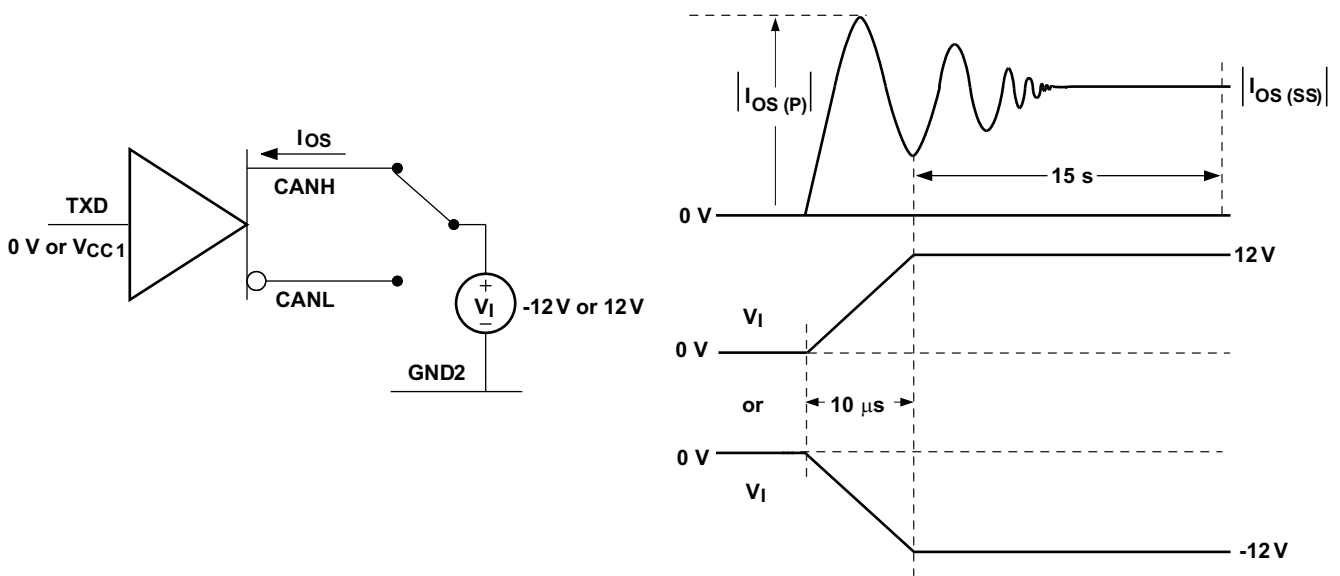 IOS
CANH
TXD
0 V or VCC1
CANL
+
VI
−
-12 V or 12 V
GND2
|IOS (P)|
|IOS (SS)|
15 s
0 V
12 V
VI
0 V
or
10 µs
0 V
VI
-12 V